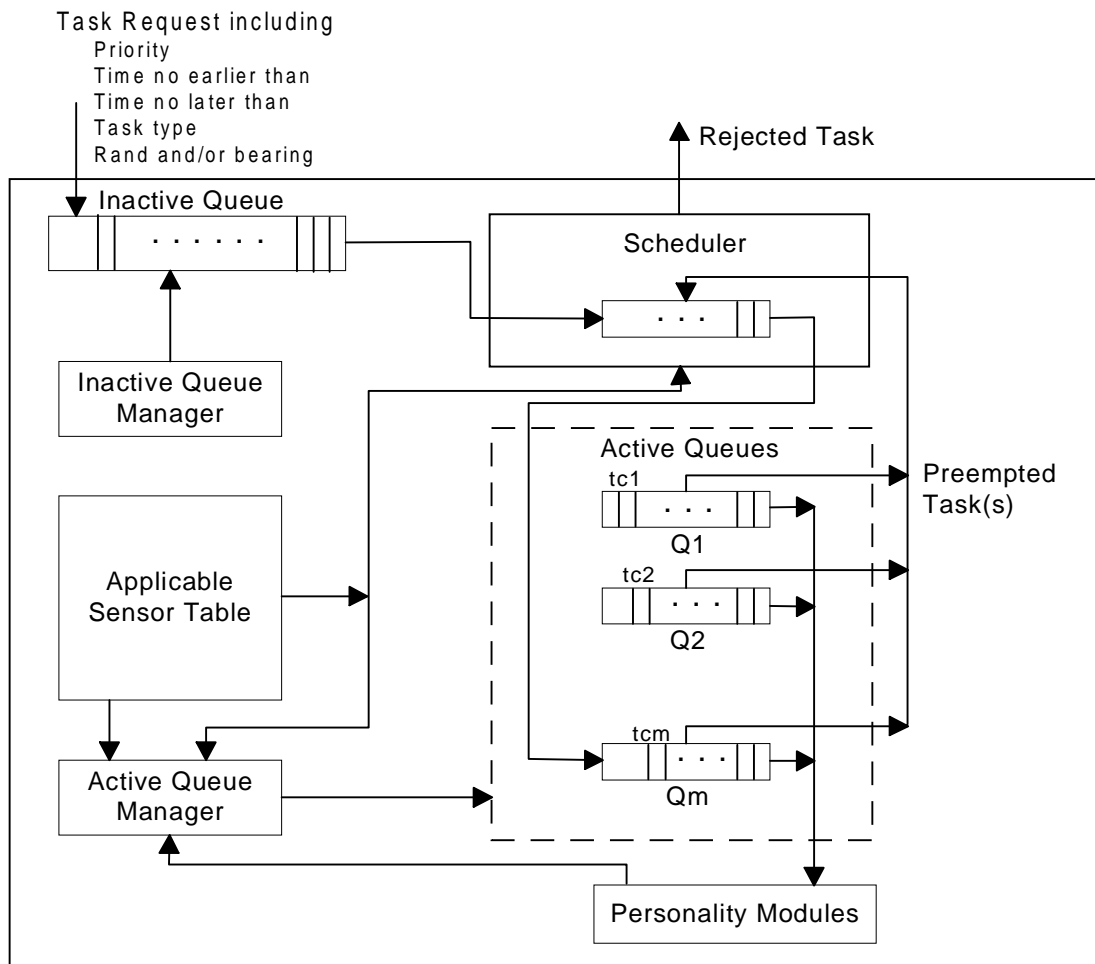 Task Request including
Priority
Time no earlier than
Time no later than
Task type
Rand and/or bearing
Rejected Task
Inactive Queue
Scheduler
Inactive Queue
Manager
Active Queues
tc1
Q1
Preempted
Task(s)
Applicable
Sensor Table
tc2
Q2
tcm
Qm
Active Queue
Manager
Personality Modules